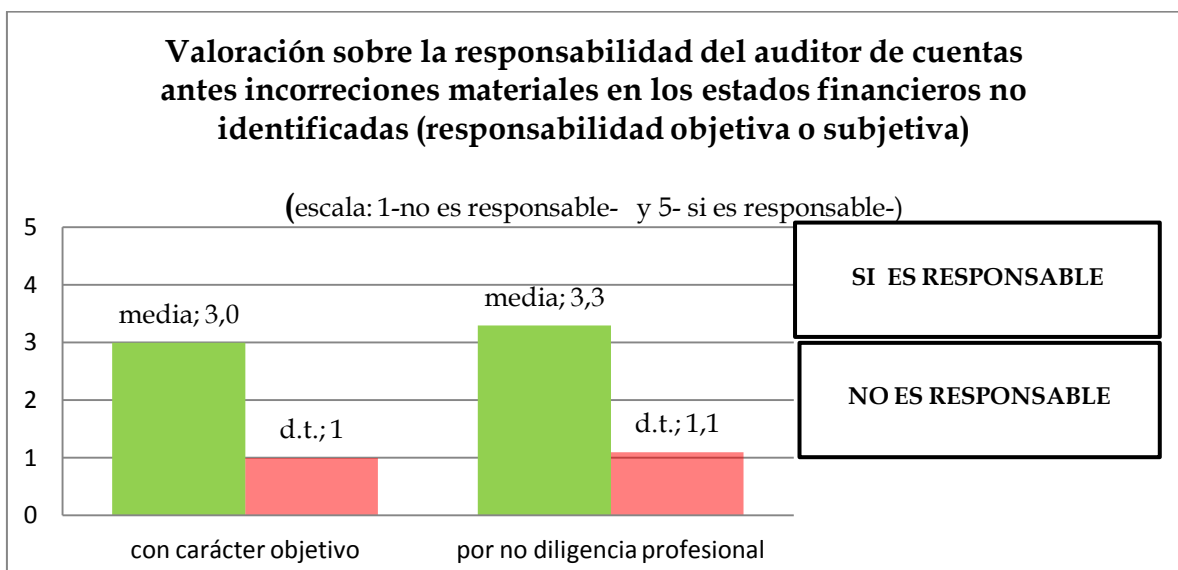 Valoración sobre la responsabilidad del auditor de cuentas
antes incorreciones materiales en los estados financieros no
identificadas (responsabilidad objetiva o subjetiva)
(escala: 1-no es responsable- y 5- si es responsable-)
5
4
3
2
1
0
media; 3,0
d.t.; 1
media; 3,3
d.t.; 1,1
SI ES RESPONSABLE
NO ES RESPONSABLE
con carácter objetivo
por no diligencia profesional